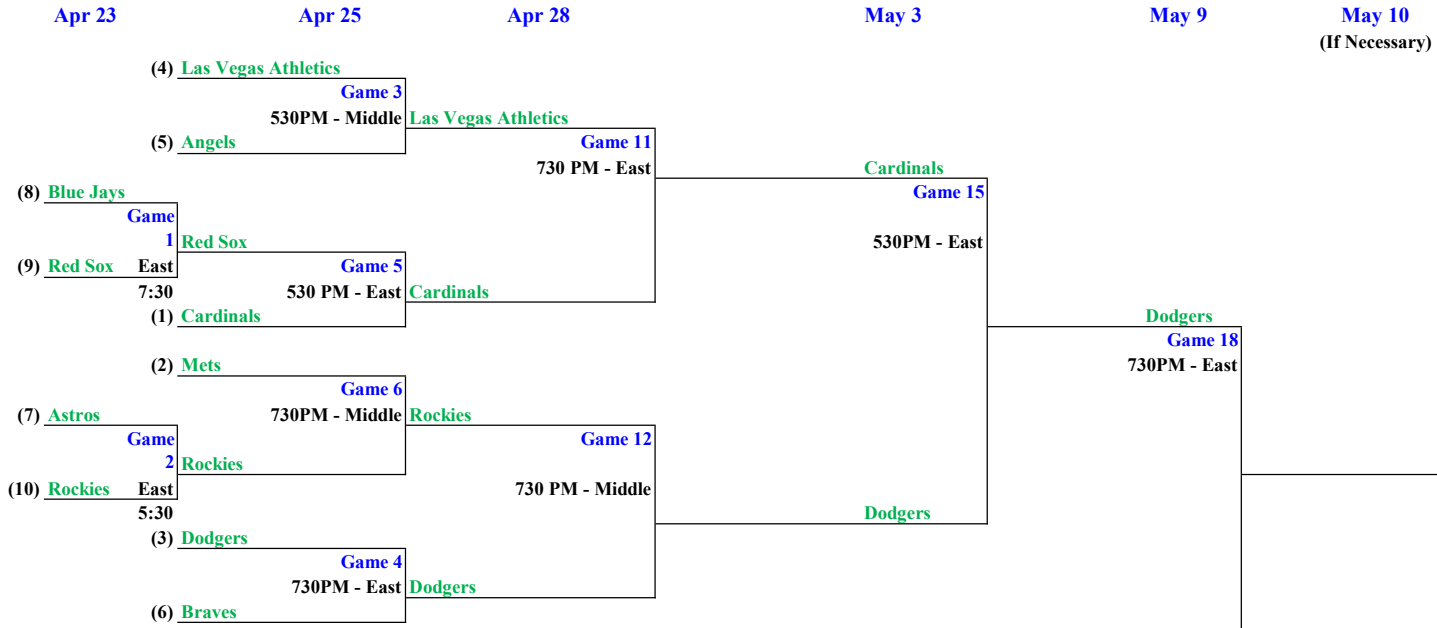 Apr 23 Apr 25 Apr 28 May 3 May 9 May 10
(If Necessary)
(4) Las Vegas Athletics
Game 3
530PM - Middle Las Vegas Athletics
(5) Angels Game 11
730 PM - East Cardinals
(8) Blue Jays Game 15
Game
1 Red Sox 530PM - East
(9) Red Sox East Game 5
7:30 530 PM - East Cardinals
(1) Cardinals Dodgers
Game 18
(2) Mets 730PM - East
Game 6
(7) Astros 730PM - Middle Rockies
Game Game 12
2 Rockies
(10) Rockies East 730 PM - Middle
5:30 Dodgers
(3) Dodgers
Game 4
730PM - East Dodgers
(6) Braves